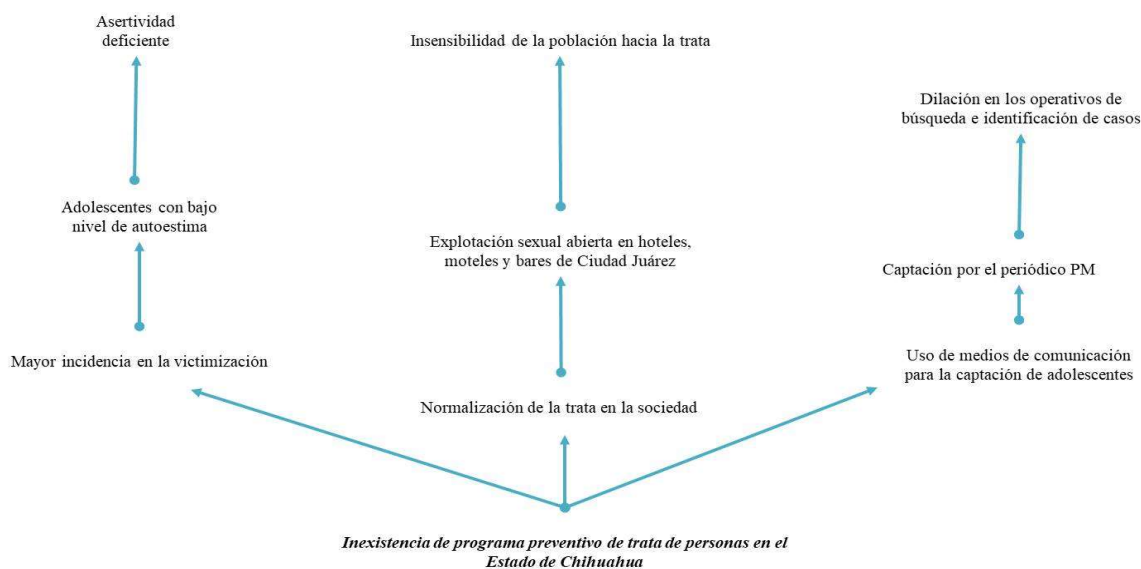 Asertividad
deficiente
Insensibilidad de la población hacia la trata
Dilación en los operativos de
búsqueda e identificación de casos
Adolescentes con bajo
nivel de autoestima
Explotación sexual abierta en hoteles,
moteles y bares de Ciudad Juárez
Captación por el periódico PM
Mayor incidencia en la victimización
Uso de medios de comunicación
para la captación de adolescentes
Normalización de la trata en la sociedad
Inexistencia de programa preventivo de trata de personas en el
Estado de Chihuahua